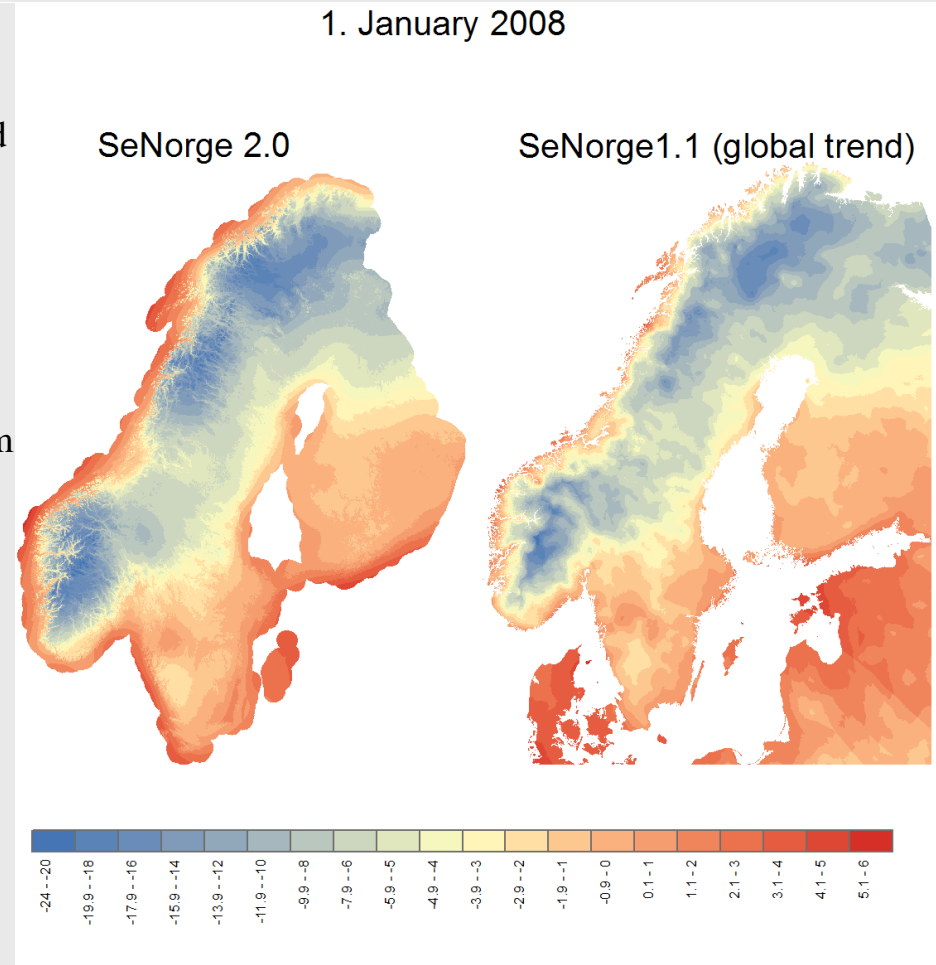 1. January 2008
SeNorge 2.0
SeNorge1.1 (global trend)
-24 - -20
-19.9 - -18
-17.9 - -16
-15.9 - -14
-13.9 - -12
-11.9 - -10
-9.9 - -8
-7.9 - -6
-5.9 - -5
-4.9 - -4
-3.9 - -3
-2.9 - -2
-1.9 - -1
-0.9 - 0
0.1 - 1
1.1 - 2
2.1 - 3
3.1 - 4
4.1 - 5
5.1 - 6